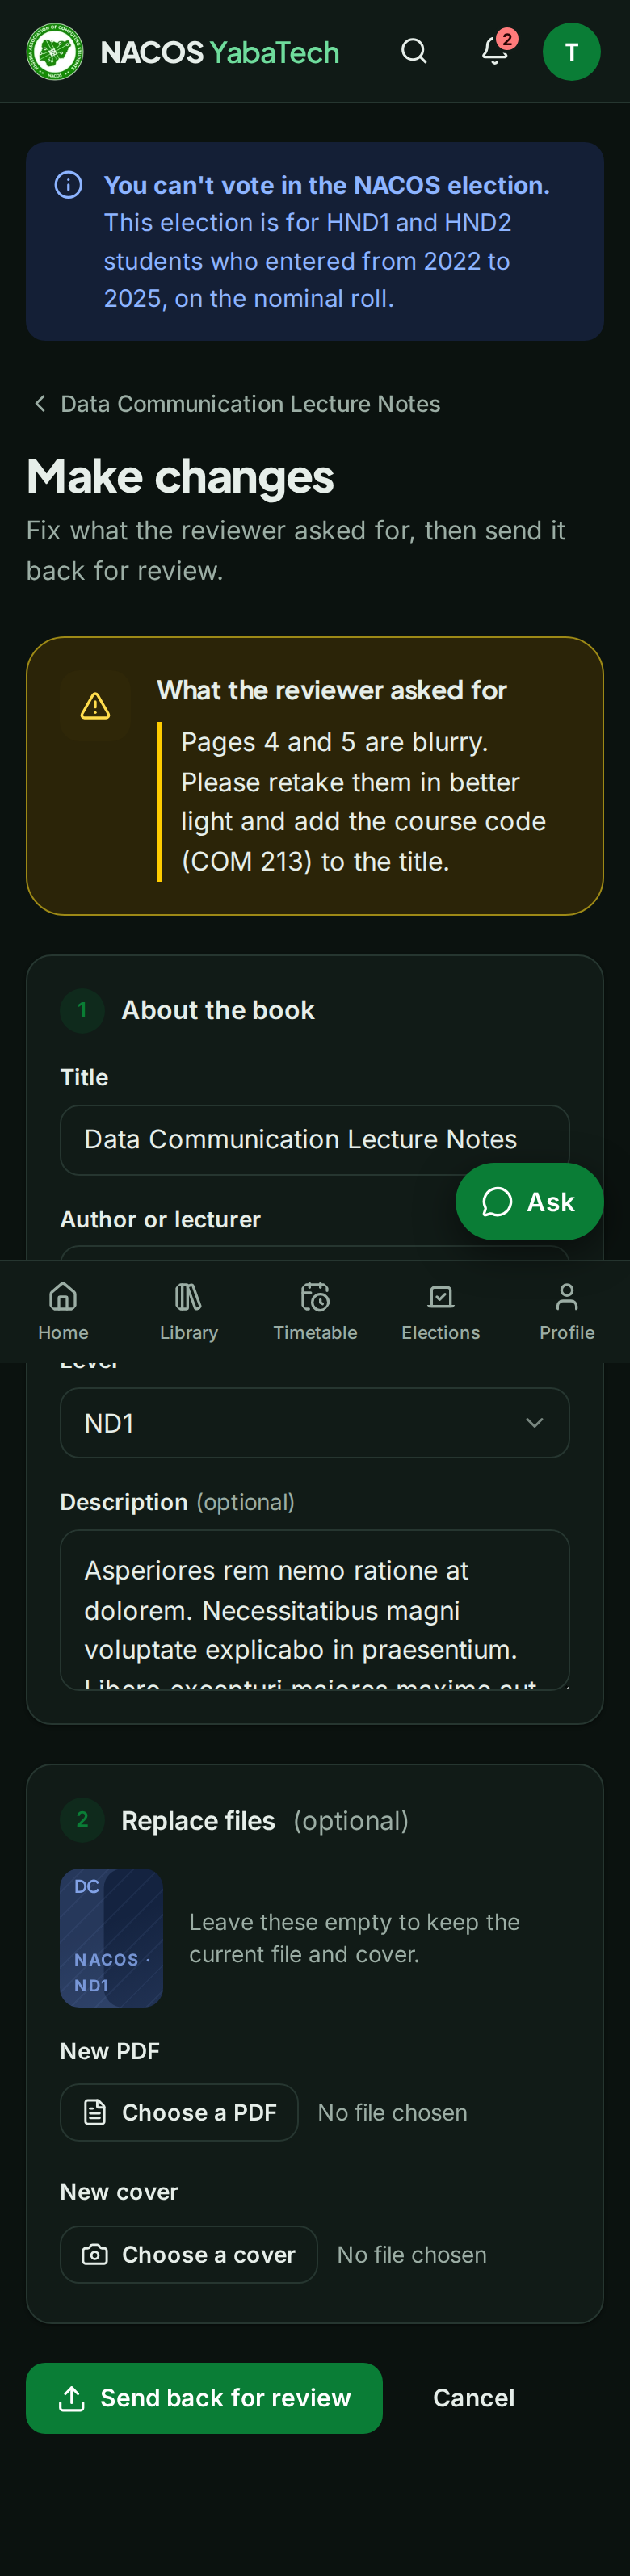 NACOS YabaTech
2
T
You can't vote in the NACOS election.
This election is for HND1 and HND2
students who entered from 2022 to
2025, on the nominal roll.
Data Communication Lecture Notes
Make changes
Fix what the reviewer asked for, then send it
back for review.
What the reviewer asked for
Pages 4 and 5 are blurry.
Please retake them in better
light and add the course code
(COM 213) to the title.
1 About the book
Title
Data Communication Lecture Notes
Author or lecturer
Ask
Home Library Timetable Elections Profile
ND1
Description (optional)
Asperiores rem nemo ratione at
dolorem. Necessitatibus magni
voluptate explicabo in praesentium.
Libero excepturi maiores maxime aut
2 Replace files (optional)
DC
NACOS ·
ND1
Leave these empty to keep the
current file and cover.
New PDF
Choose a PDF No file chosen
New cover
Choose a cover No file chosen
Send back for review Cancel